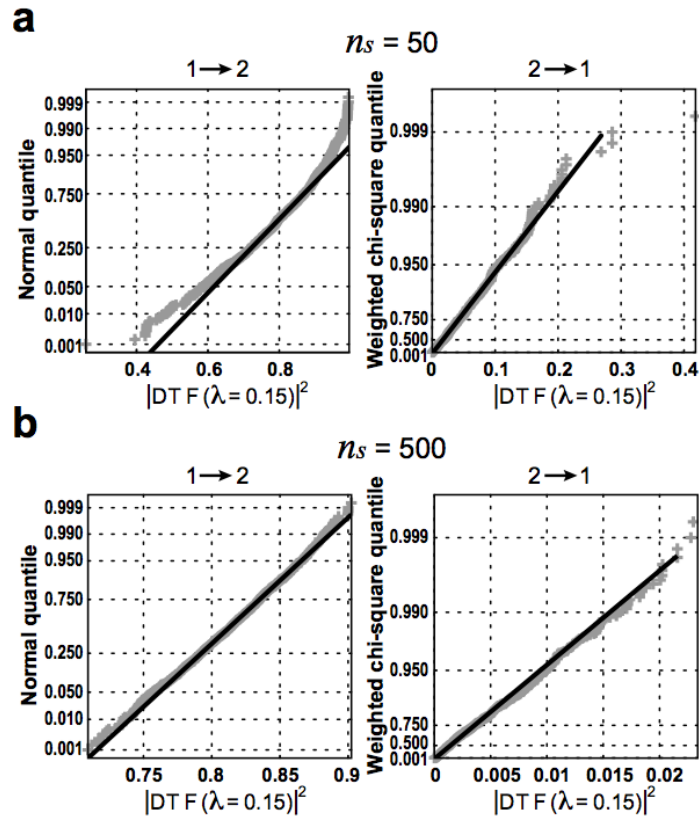 a
n_s = 50
1 → 2
2 → 1
Normal quantile
0.999
0.990
0.950
0.750
0.250
0.050
0.010
0.001
0.4
0.6
0.8
|DT F (λ = 0.15)|²
Weighted chi-square quantile
0.999
0.990
0.950
0.750
0.500
0.001
0
0.1
0.2
0.3
0.4
|DT F (λ = 0.15)|²
b
n_s = 500
1 → 2
2 → 1
Normal quantile
0.999
0.990
0.950
0.750
0.250
0.050
0.010
0.001
0.75
0.8
0.85
0.9
|DT F (λ = 0.15)|²
Weighted chi-square quantile
0.999
0.990
0.950
0.750
0.500
0.001
0
0.005
0.01
0.015
0.02
|DT F (λ = 0.15)|²